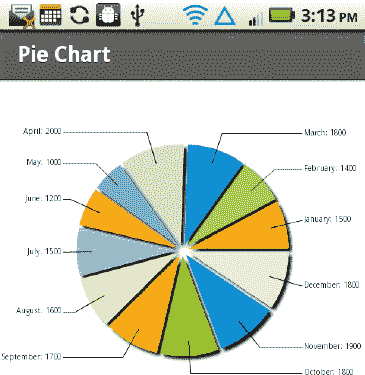 3:13 PM
Pie Chart
April: 2000
March: 1800
May: 1000
February: 1400
June: 1200
January: 1500
July: 1500
December: 1800
August: 1600
November: 1900
September: 1700
October: 1800